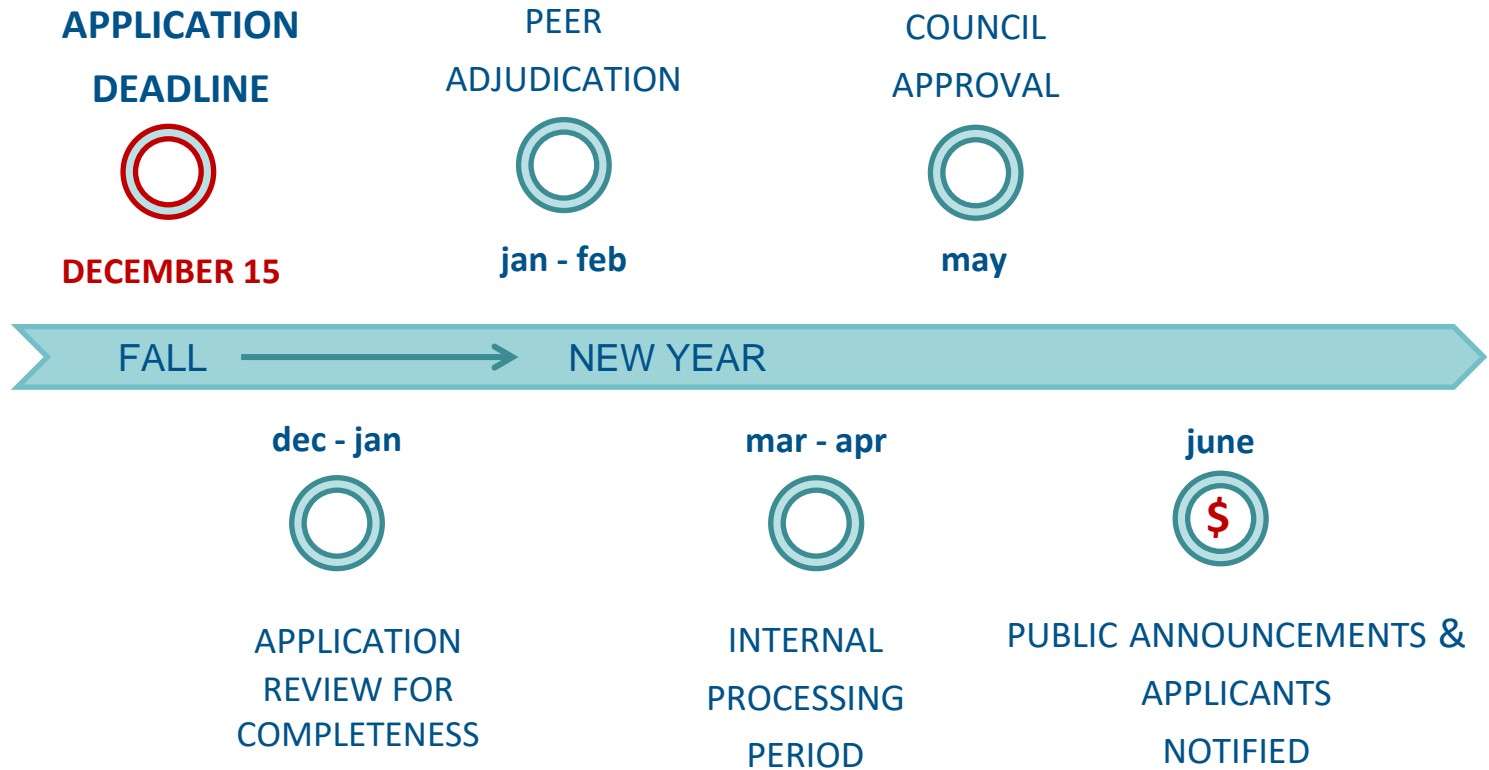 APPLICATION
DEADLINE
DECEMBER 15
PEER
ADJUDICATION
jan - feb
COUNCIL
APPROVAL
may
FALL
NEW YEAR
dec - jan
APPLICATION
REVIEW FOR
COMPLETENESS
mar - apr
INTERNAL
PROCESSING
PERIOD
june
$
PUBLIC ANNOUNCEMENTS &
APPLICANTS
NOTIFIED